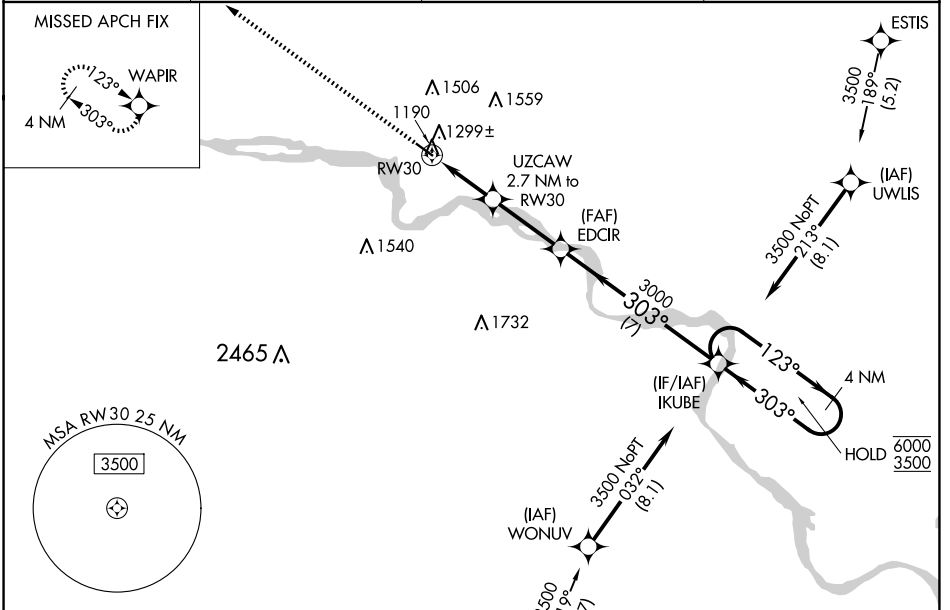 MISSED APCH FIX
WAPIR
123°
303°
4 NM
ESTIS
3500
189°
(5.2)
1506
1559
1190
1299±
RW30
UZCAW
2.7 NM to
RW30
(IAF)
UWLIS
3500 NoPT
213°
(8.1)
(FAF)
EDCIR
1540
3000
303°
(7)
1732
2465
123°
4 NM
(IF/IAF)
IKUBE
303°
HOLD
6000
3500
MSA RW30 25 NM
3500
3500 NoPT
032°
(8.1)
(IAF)
WONUV